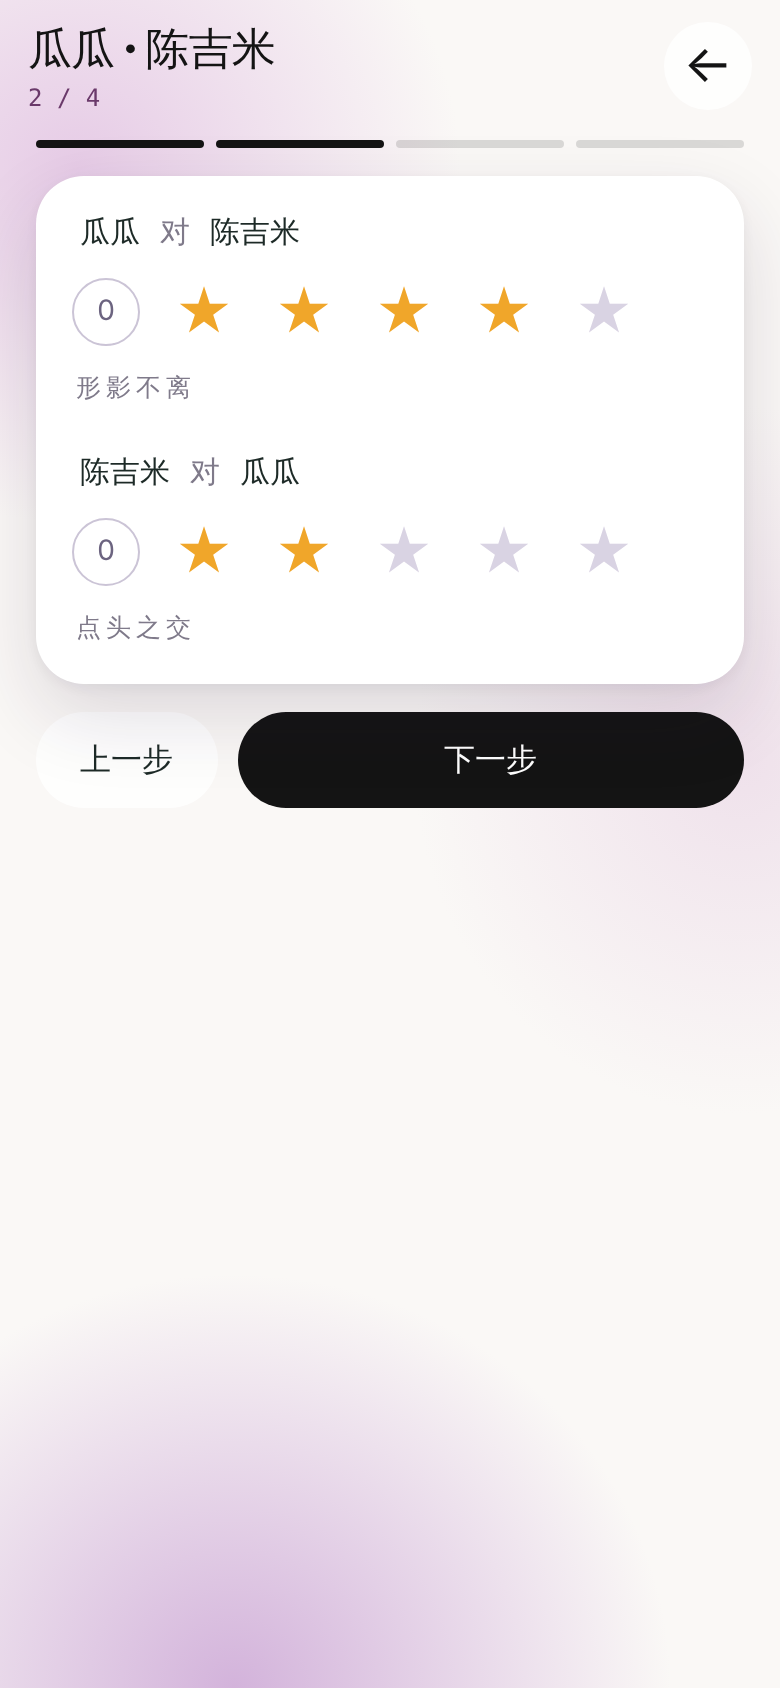 瓜瓜·陈吉米
2 / 4
瓜瓜 对 陈吉米
0
形影不离
陈吉米 对 瓜瓜
0
点头之交
上一步 下一步